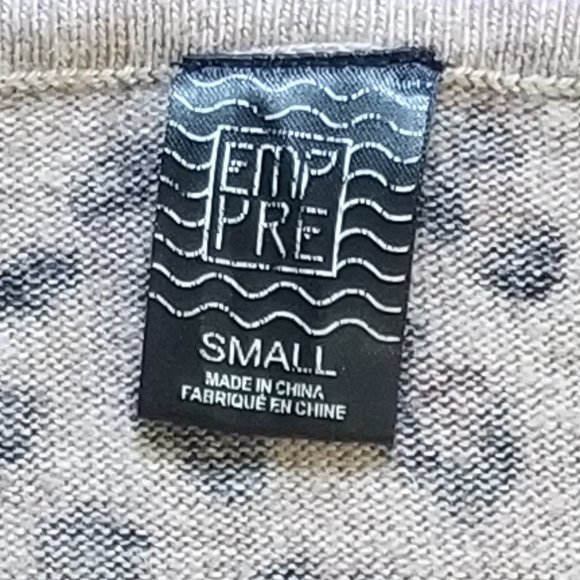 EMP
PRE
SMALL
MADE IN CHINA
FABRIQUÉ EN CHINE